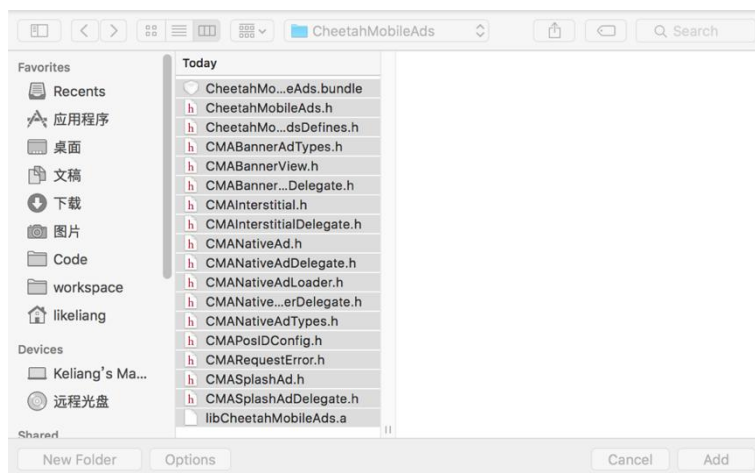 CheetahMobileAds
Search
Favorites
Recents
应用程序
桌面
文稿
下载
图片
Code
workspace
likeliang
Devices
Keliang's Ma...
远程光盘
Shared
Today
CheetahMo...eAds.bundle
CheetahMobileAds.h
CheetahMo...dsDefines.h
CMABannerAdTypes.h
CMABannerView.h
CMABanner...Delegate.h
CMAInterstitial.h
CMAInterstitialDelegate.h
CMANativeAd.h
CMANativeAdDelegate.h
CMANativeAdLoader.h
CMANative...erDelegate.h
CMANativeAdTypes.h
CMAPosIDConfig.h
CMARequestError.h
CMASplashAd.h
CMASplashAdDelegate.h
libCheetahMobileAds.a
New Folder
Options
Cancel
Add